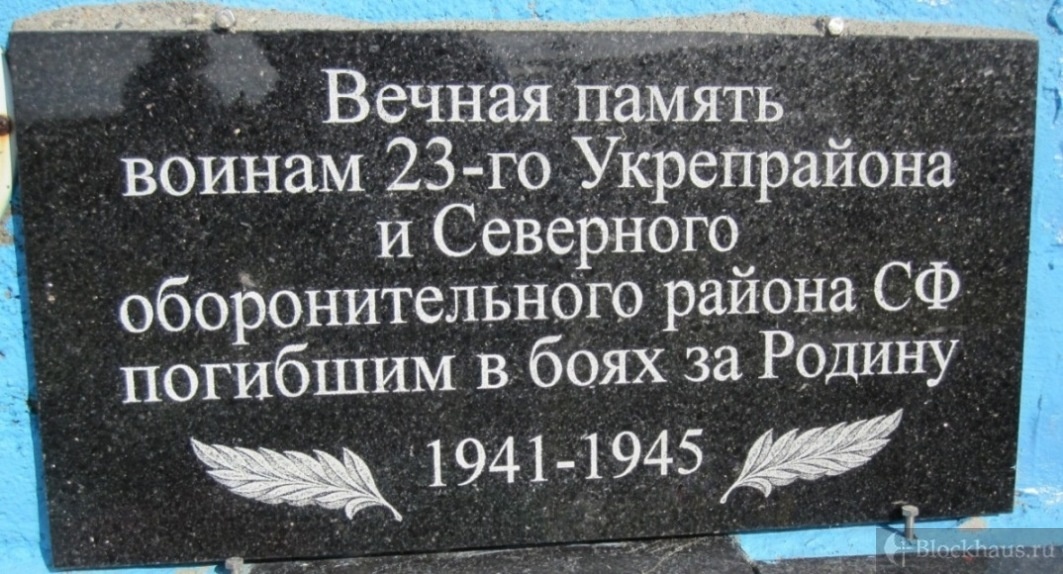 Вечная память
воинам 23-го Укрепрайона
и Северного
оборонительного района СФ
погибшим в боях за Родину
1941-1945
Blockhaus.ru